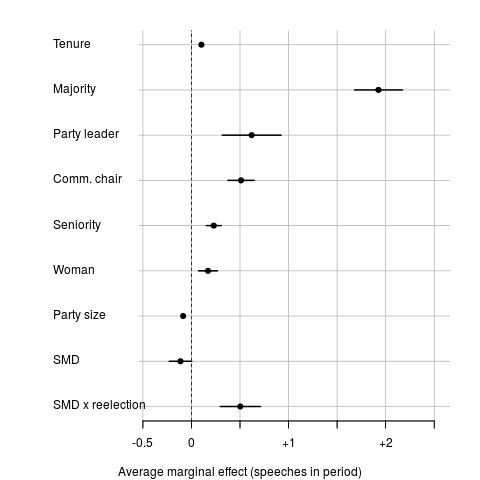 Tenure
Majority
Party leader
Comm. chair
Seniority
Woman
Party size
SMD
SMD x reelection
-0.5 0 +1 +2
Average marginal effect (speeches in period)